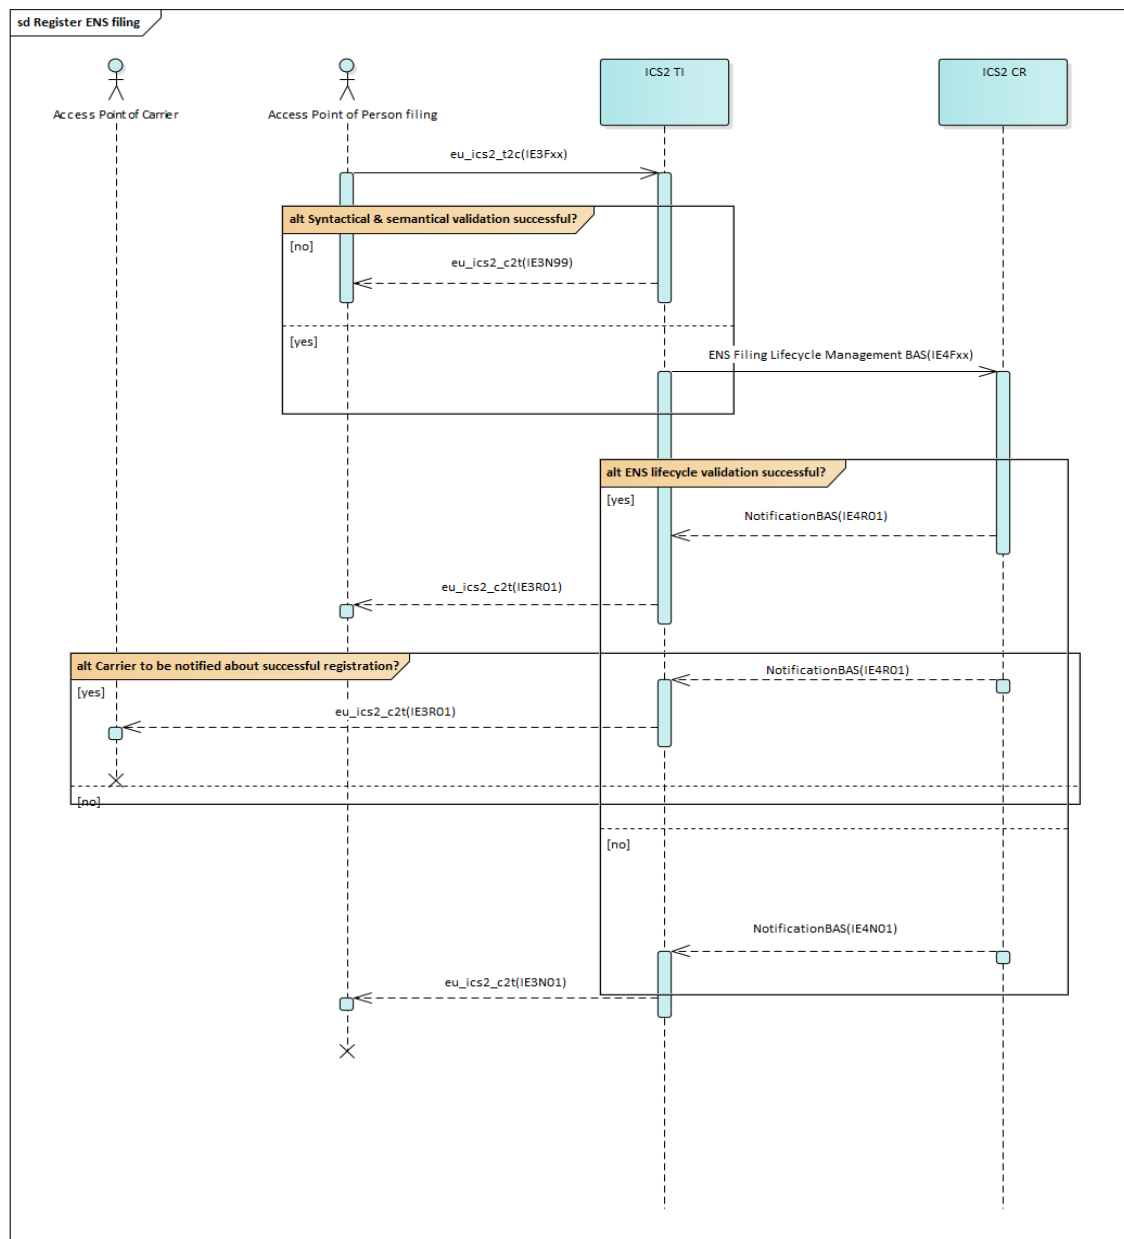 sd Register ENS filing
ICS2 TI
ICS2 CR
Access Point of Carrier
Access Point of Person filing
eu_ics2_t2c(IE3Fxx)
alt Syntactical & semantical validation successful?
[no]
eu_ics2_c2t(IE3N99)
[yes]
ENS Filing Lifecycle Management BAS(IE4Fxx)
alt ENS lifecycle validation successful?
[yes]
NotificationBAS(IE4R01)
eu_ics2_c2t(IE3R01)
alt Carrier to be notified about successful registration?
NotificationBAS(IE4R01)
[yes]
eu_ics2_c2t(IE3R01)
[no]
[no]
NotificationBAS(IE4N01)
eu_ics2_c2t(IE3N01)